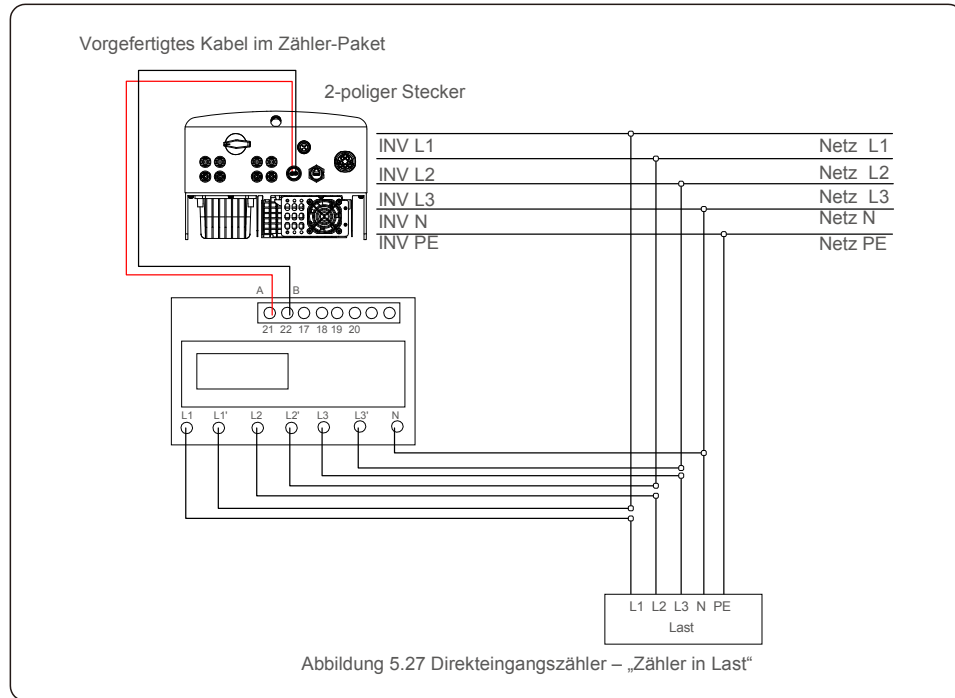 Vorgefertigtes Kabel im Zähler-Paket
2-poliger Stecker
INV L1 Netz L1
INV L2 Netz L2
INV L3 Netz L3
INV N Netz N
INV PE Netz PE
A B
21 22 17 18 19 20
L1 L1' L2 L2' L3 L3' N
L1 L2 L3 N PE
Last
Abbildung 5.27 Direkteingangszähler – „Zähler in Last“